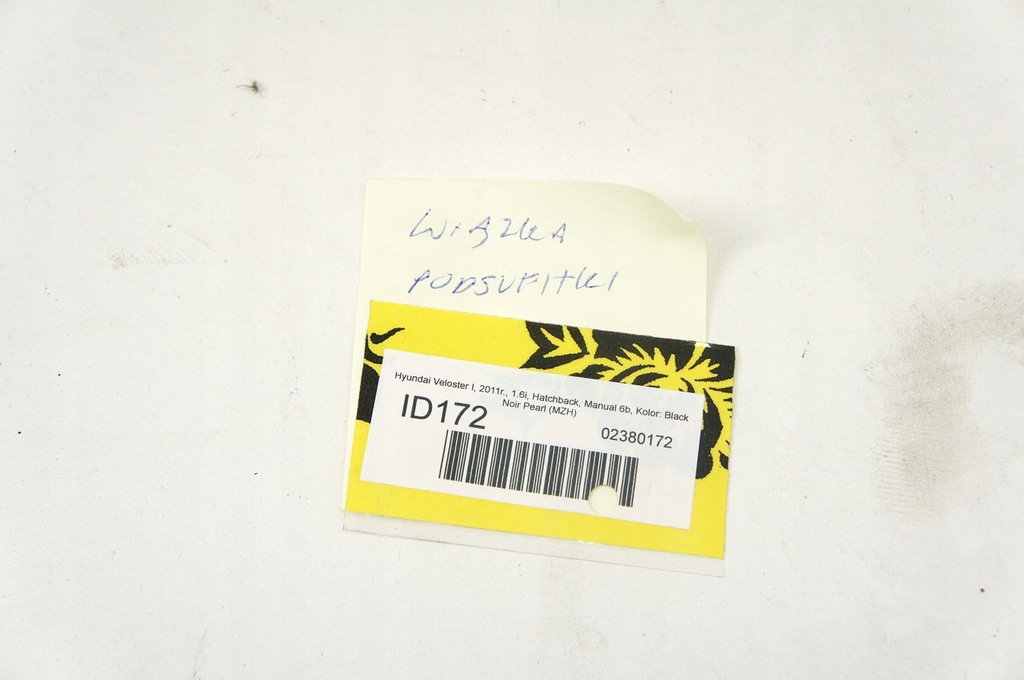 WIĄZKA
PODSUFITKI
Hyundai Veloster I, 2011r., 1.6i, Hatchback, Manual 6b, Kolor: Black
Noir Pearl (MZH)
ID172
02380172